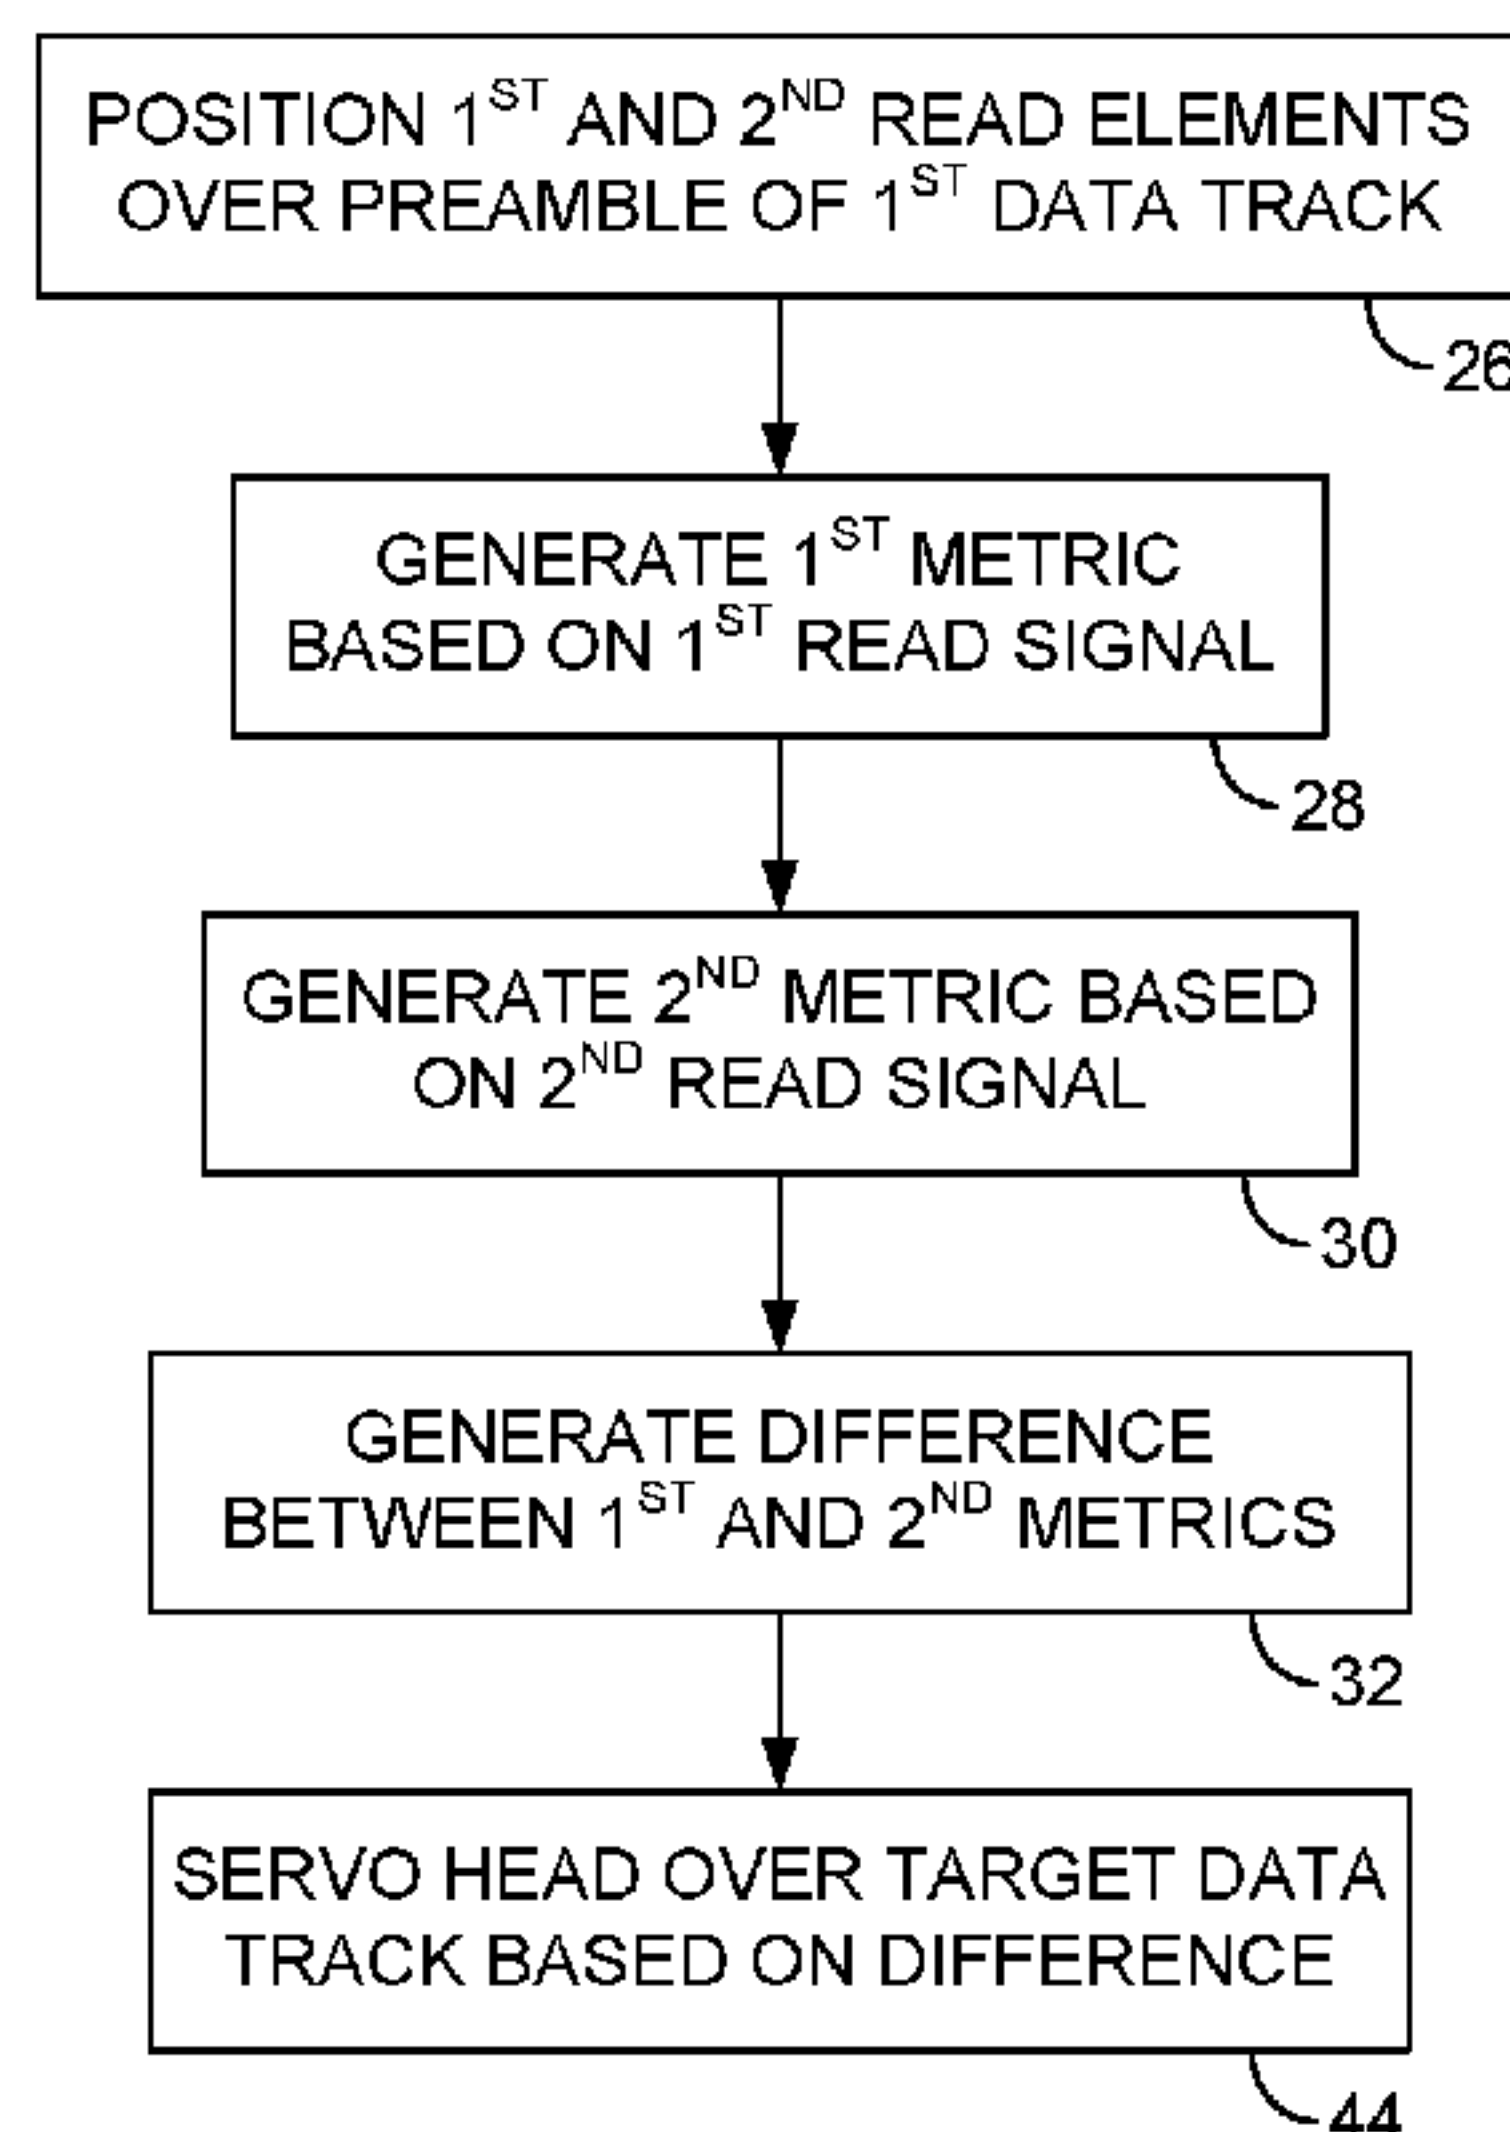 POSITION 1ST AND 2ND READ ELEMENTS
OVER PREAMBLE OF 1ST DATA TRACK
26
GENERATE 1ST METRIC
BASED ON 1ST READ SIGNAL
28
GENERATE 2ND METRIC BASED
ON 2ND READ SIGNAL
30
GENERATE DIFFERENCE
BETWEEN 1ST AND 2ND METRICS
32
SERVO HEAD OVER TARGET DATA
TRACK BASED ON DIFFERENCE
44